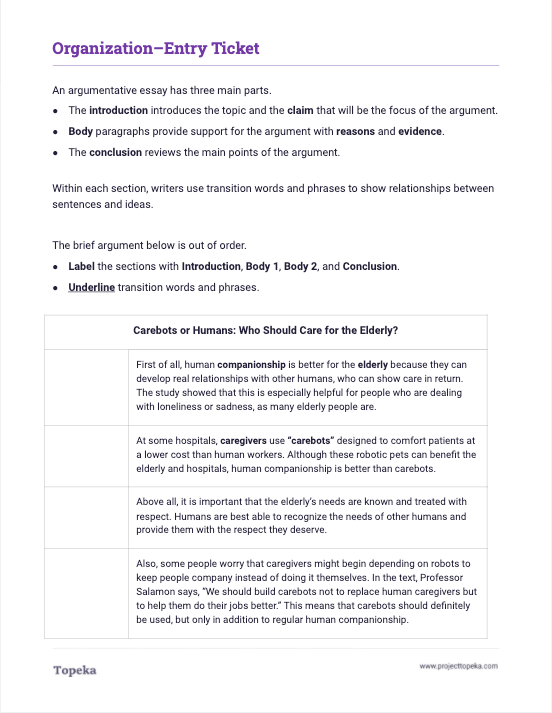 Organization–Entry Ticket
An argumentative essay has three main parts.
● The introduction introduces the topic and the claim that will be the focus of the argument.
● Body paragraphs provide support for the argument with reasons and evidence.
● The conclusion reviews the main points of the argument.
Within each section, writers use transition words and phrases to show relationships between
sentences and ideas.
The brief argument below is out of order.
● Label the sections with Introduction, Body 1, Body 2, and Conclusion.
● Underline transition words and phrases.
Carebots or Humans: Who Should Care for the Elderly?
First of all, human companionship is better for the elderly because they can
develop real relationships with other humans, who can show care in return.
The study showed that this is especially helpful for people who are dealing
with loneliness or sadness, as many elderly people are.
At some hospitals, caregivers use “carebots” designed to comfort patients at
a lower cost than human workers. Although these robotic pets can benefit the
elderly and hospitals, human companionship is better than carebots.
Above all, it is important that the elderly’s needs are known and treated with
respect. Humans are best able to recognize the needs of other humans and
provide them with the respect they deserve.
Also, some people worry that caregivers might begin depending on robots to
keep people company instead of doing it themselves. In the text, Professor
Salamon says, “We should build carebots not to replace human caregivers but
to help them do their jobs better.” This means that carebots should definitely
be used, but only in addition to regular human companionship.
Topeka
www.projecttopeka.com